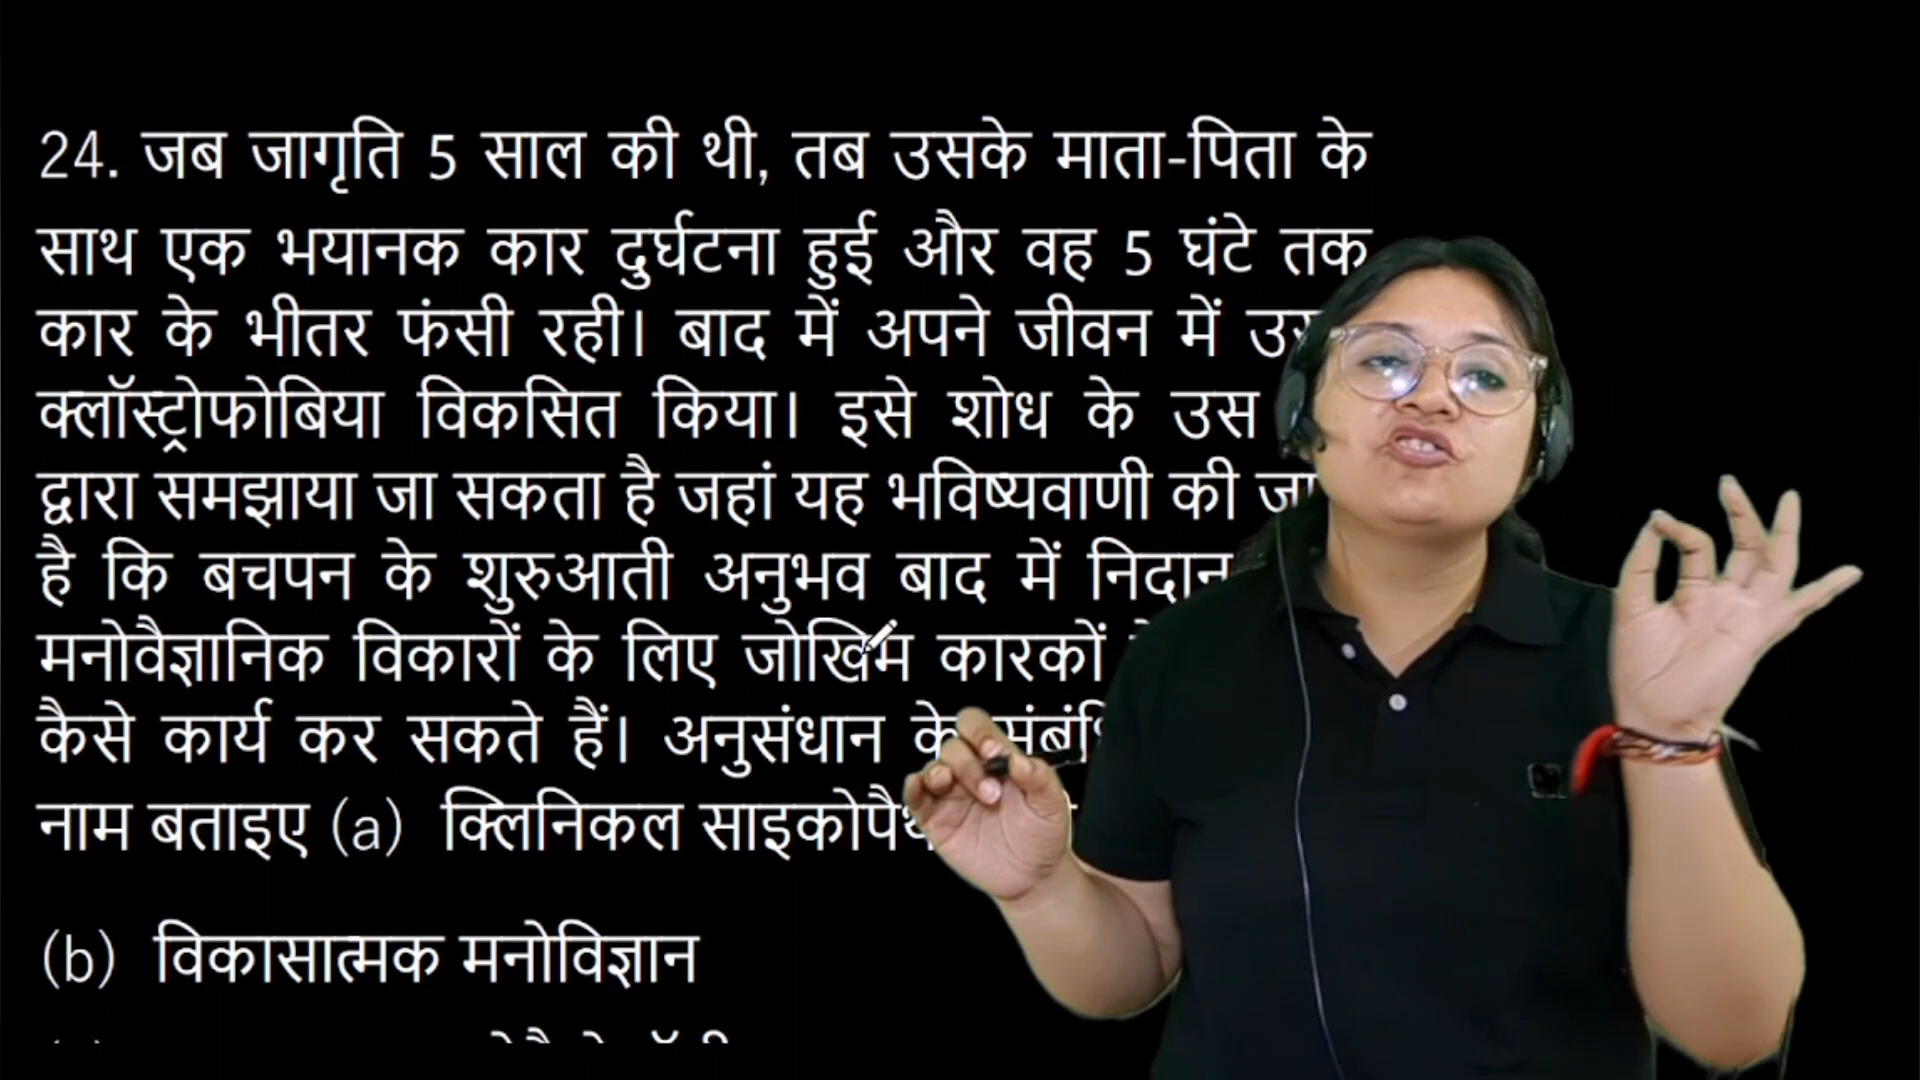 24. जब जागृति 5 साल की थी, तब उसके माता-पिता के
साथ एक भयानक कार दुर्घटना हुई और वह 5 घंटे तक
कार के भीतर फंसी रही। बाद में अपने जीवन में
क्लॉस्ट्रोफोबिया विकसित किया। इसे शोध के उस
द्वारा समझाया जा सकता है जहां यह भविष्यवाणी की
है कि बचपन के शुरुआती अनुभव बाद में निदान
मनोवैज्ञानिक विकारों के लिए जोखिम कारकों
कैसे कार्य कर सकते हैं। अनुसंधान के
नाम बताइए (a) क्लिनिकल
(b) विकासात्मक मनोविज्ञान